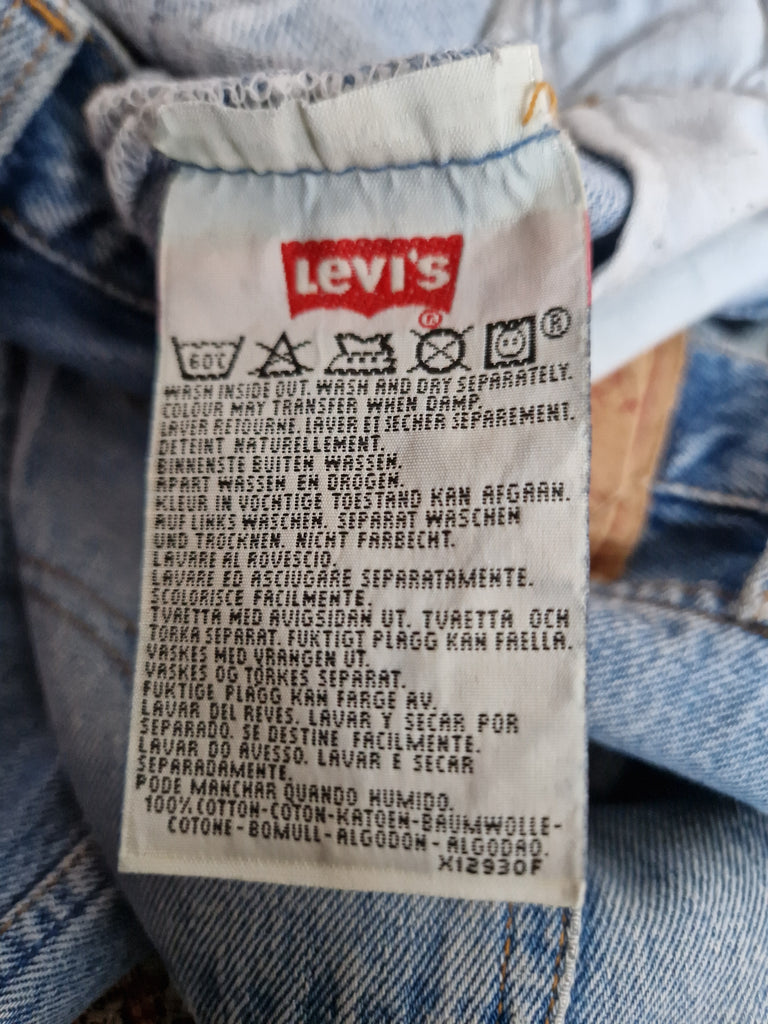 LEVI'S
®
60C
®
WASH INSIDE OUT. WASH AND DRY SEPARATELY.
COLOUR MAY TRANSFER WHEN DAMP.
LAVER RETOURNE. LAVER ET SECHER SEPAREMENT.
DETEINT NATURELLEMENT.
BINNENSTE BUITEN WASSEN.
APART WASSEN EN DROGEN.
KLEUR IN VOCHTIGE TOESTAND KAN AFGAAN.
AUF LINKS WASCHEN. SEPARAT WASCHEN
UND TROCKNEN. NICHT FARBECHT.
LAVARE AL ROVESCIO.
LAVARE ED ASCIUGARE SEPARATAMENTE.
SCOLORISCE FACILMENTE.
TVAETTA MED AVIGSIDAN UT. TVAETTA OCH
TORKA SEPARAT. FUKTIGT PLAGG KAN FAELLA.
VASKES MED VRANGEN UT.
VASKES OG TORKES SEPARAT.
FUKTIGE PLAGG KAN FARGE AV.
LAVAR DEL REVES. LAVAR Y SECAR POR
SEPARADO. SE DESTINE FACILMENTE.
LAVAR DO AVESSO. LAVAR E SECAR
SEPARADAMENTE.
PODE MANCHAR QUANDO HUMIDO.
100% COTTON-COTON-KATOEN-BAUMWOLLE-
COTONE-BOMULL-ALGODON-ALGODAO.
X12930F